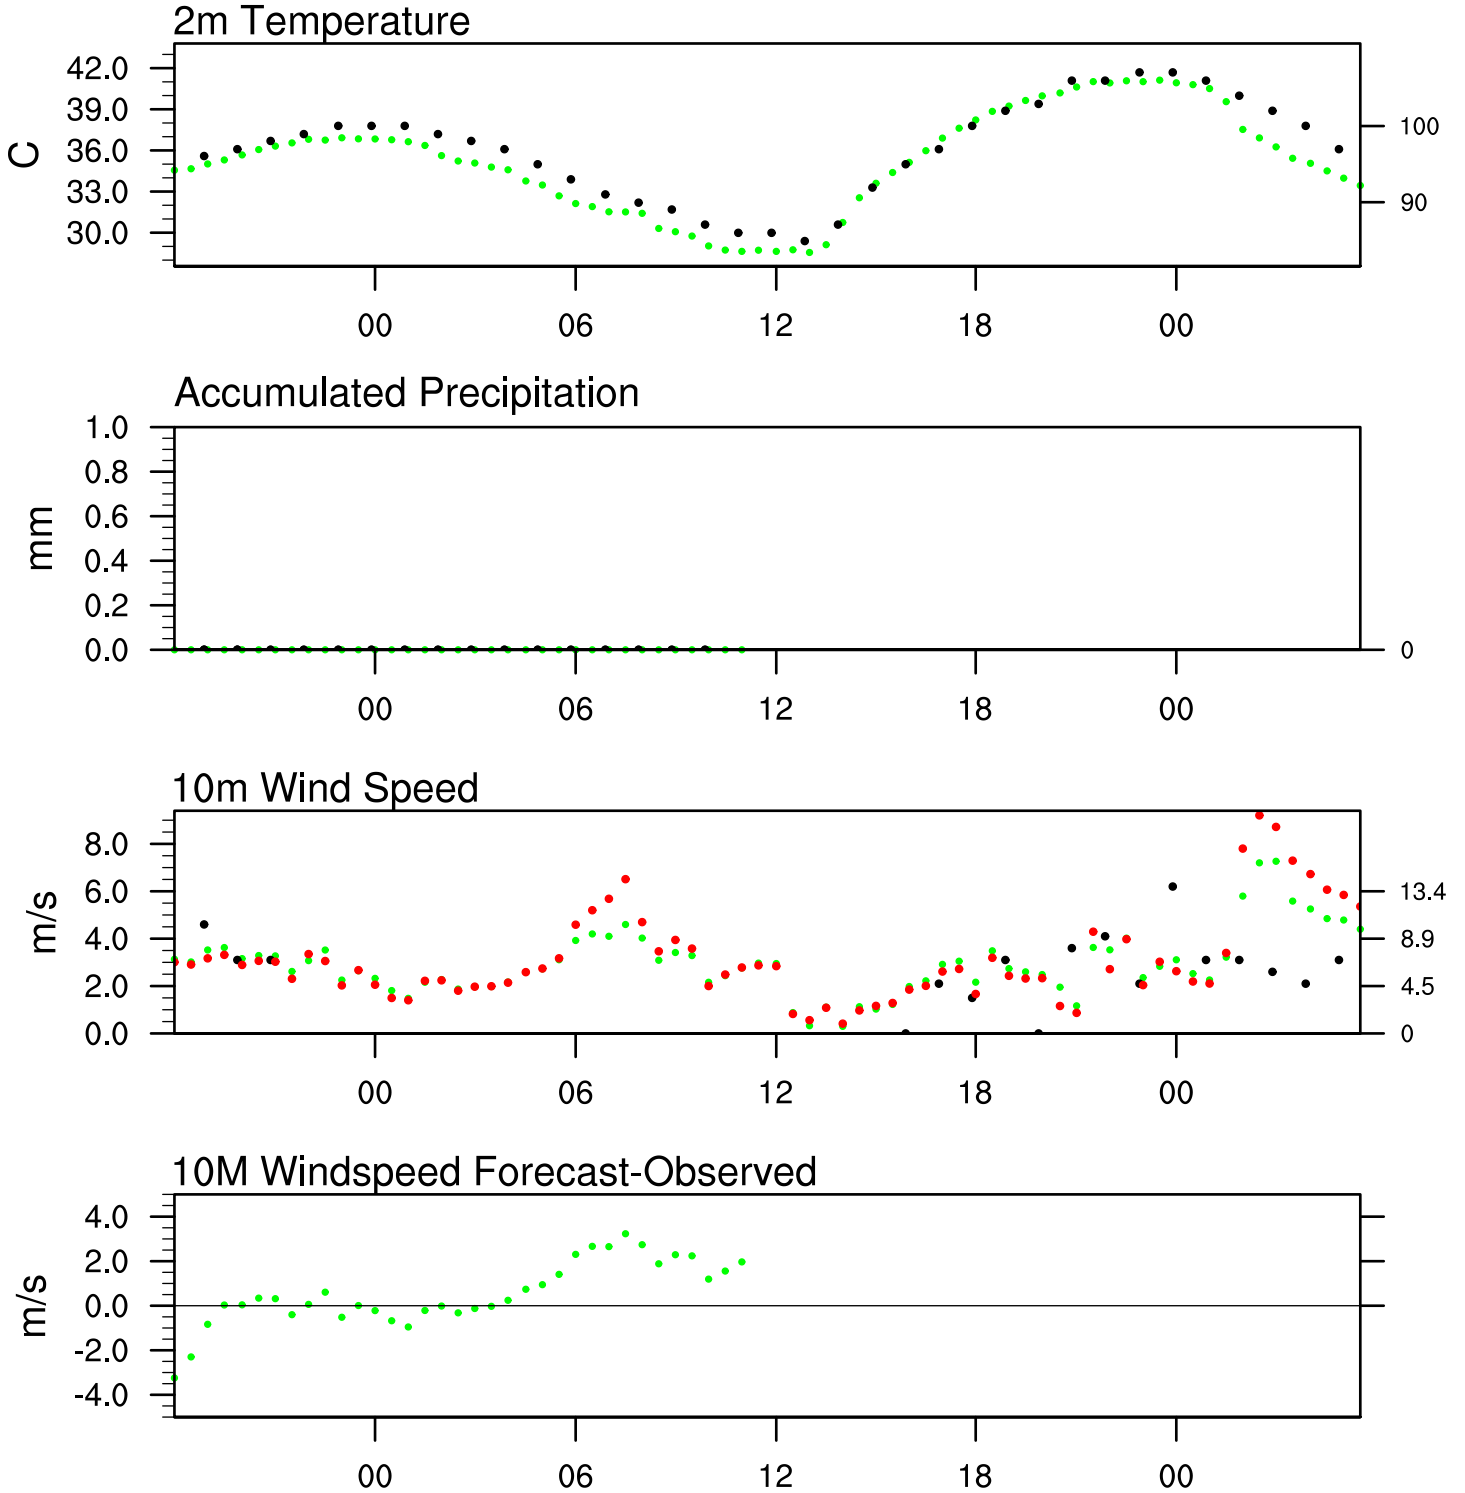 2m Temperature
42.0
39.0
36.0
33.0
30.0
C
100
90
00 06 12 18 00
Accumulated Precipitation
1.0
0.8
0.6
0.4
0.2
0.0
mm
0
00 06 12 18 00
10m Wind Speed
8.0
6.0
4.0
2.0
0.0
m/s
13.4
8.9
4.5
0
00 06 12 18 00
10M Windspeed Forecast-Observed
4.0
2.0
0.0
-2.0
-4.0
m/s
00 06 12 18 00